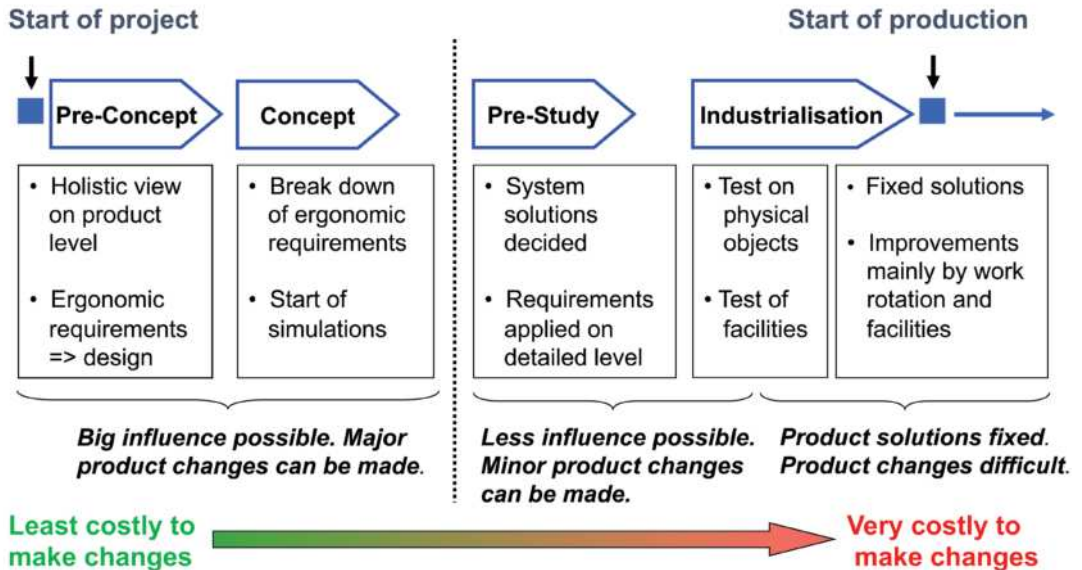 Start of project
Start of production
Pre-Concept
Concept
Pre-Study
Industrialisation
• Holistic view
on product
level
• Ergonomic
requirements
=> design
• Break down
of ergonomic
requirements
• Start of
simulations
• System
solutions
decided
• Requirements
applied on
detailed level
• Test on
physical
objects
• Test of
facilities
• Fixed solutions
• Improvements
mainly by work
rotation and
facilities
Big influence possible. Major
product changes can be made.
Less influence possible.
Minor product changes
can be made.
Product solutions fixed.
Product changes difficult.
Least costly to
make changes
Very costly to
make changes